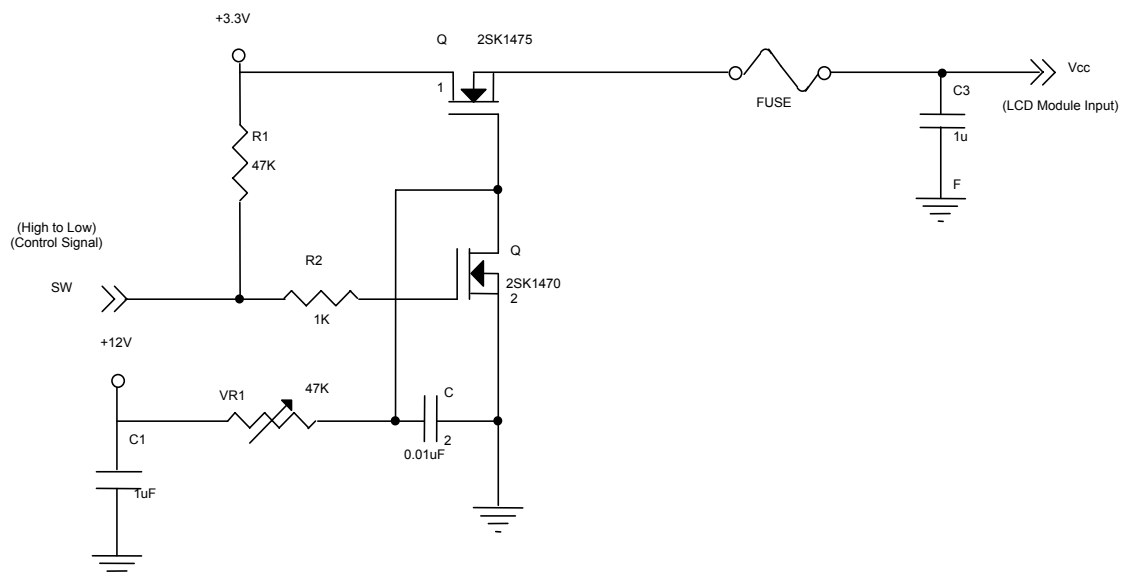 +3.3V
Q 2SK1475
1
FUSE
C3
1u
F
Vcc
(LCD Module Input)
R1
47K
(High to Low)
(Control Signal)
SW
R2
1K
Q
2SK1470
2
+12V
VR1
47K
C
2
0.01uF
C1
1uF